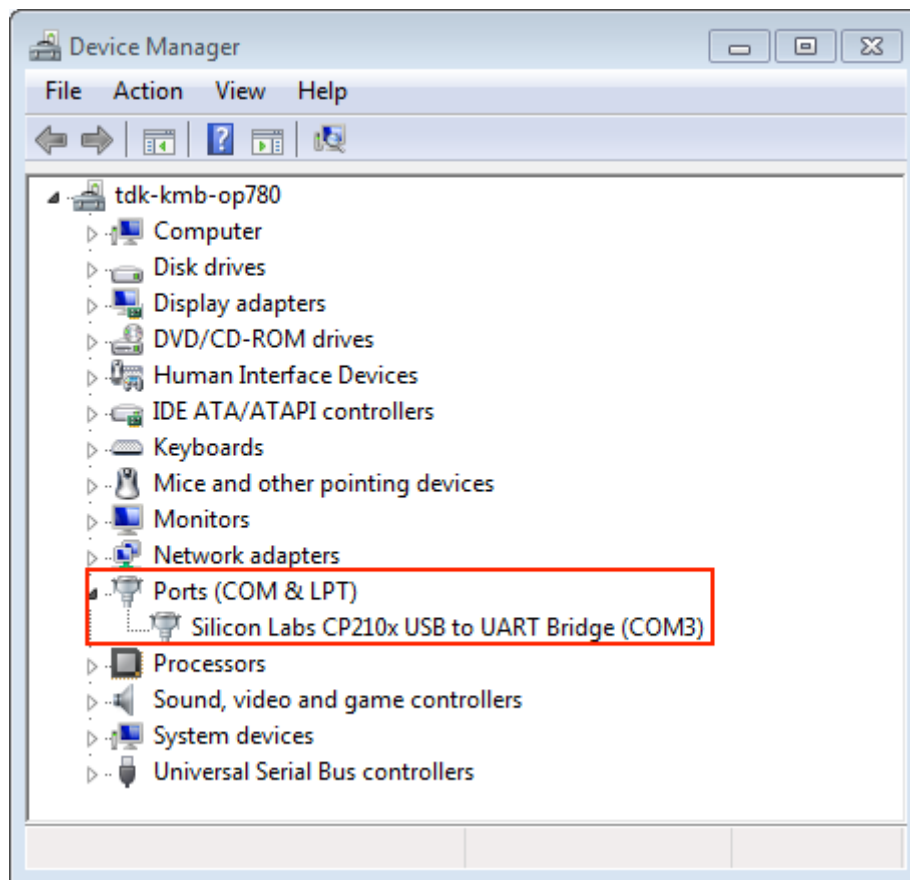 Device Manager
File Action View Help
tdk-kmb-op780
Computer
Disk drives
Display adapters
DVD/CD-ROM drives
Human Interface Devices
IDE ATA/ATAPI controllers
Keyboards
Mice and other pointing devices
Monitors
Network adapters
Ports (COM & LPT)
Silicon Labs CP210x USB to UART Bridge (COM3)
Processors
Sound, video and game controllers
System devices
Universal Serial Bus controllers